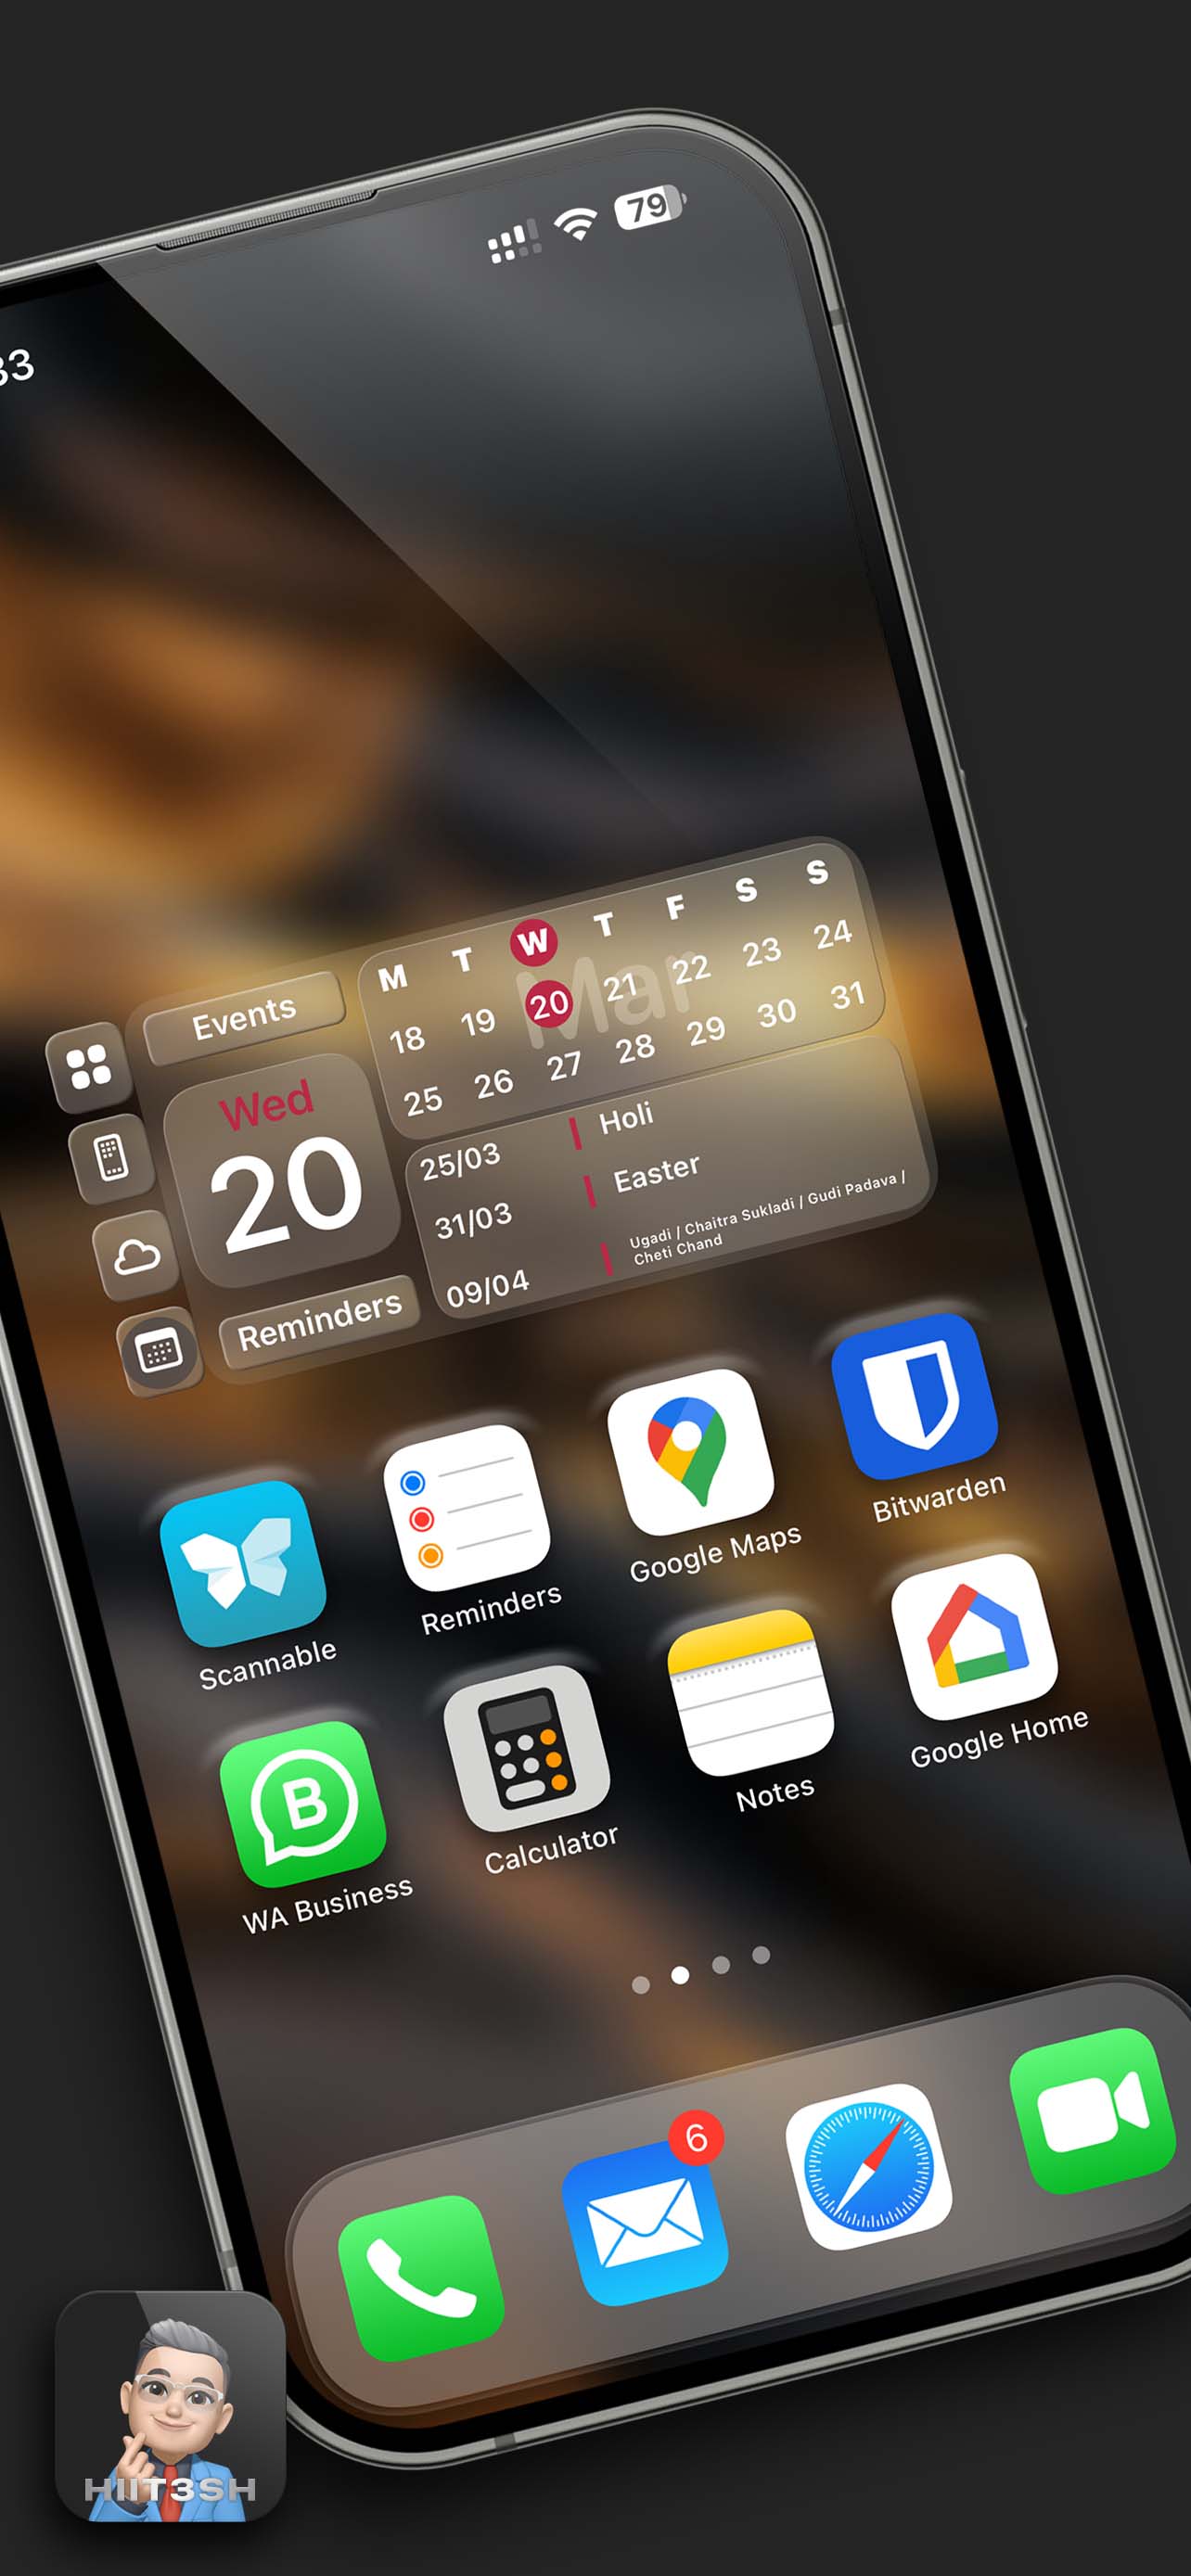 33
79
Events
M T W T F S S
Mar
18 19 20 21 22 23 24
25 26 27 28 29 30 31
Wed
20
25/03 Holi
31/03 Easter
09/04 Ugadi / Chaitra Sukladi / Gudi Padava /
Cheti Chand
Reminders
Scannable Reminders Google Maps Bitwarden
B
WA Business Calculator Notes Google Home
6
HIIT3SH